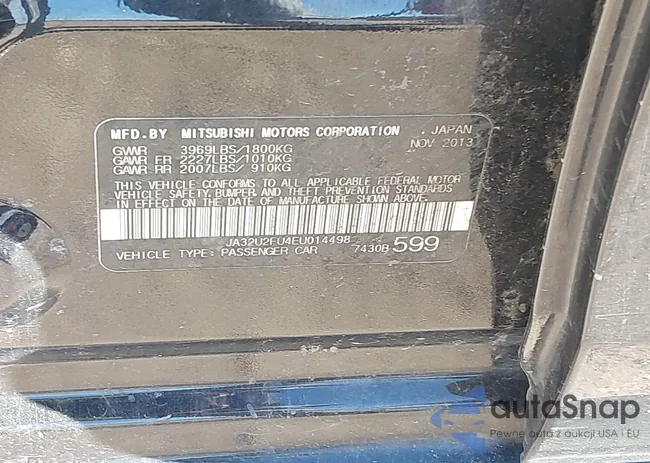 MFD.BY MITSUBISHI MOTORS CORPORATION . JAPAN
GVWR 3969LBS/1800KG NOV 2013
GAWR FR 2227LBS/1010KG
GAWR RR 2007LBS/ 910KG
THIS VEHICLE CONFORMS TO ALL APPLICABLE FEDERAL MOTOR
VEHICLE SAFETY, BUMPER AND THEFT PREVENTION STANDARDS
IN EFFECT ON THE DATE OF MANUFACTURE SHOWN ABOVE.
JA32U2FU4EU014498
VEHICLE TYPE: PASSENGER CAR 7430B 599
autoSnap
Pewne auta z aukcji USA i EU